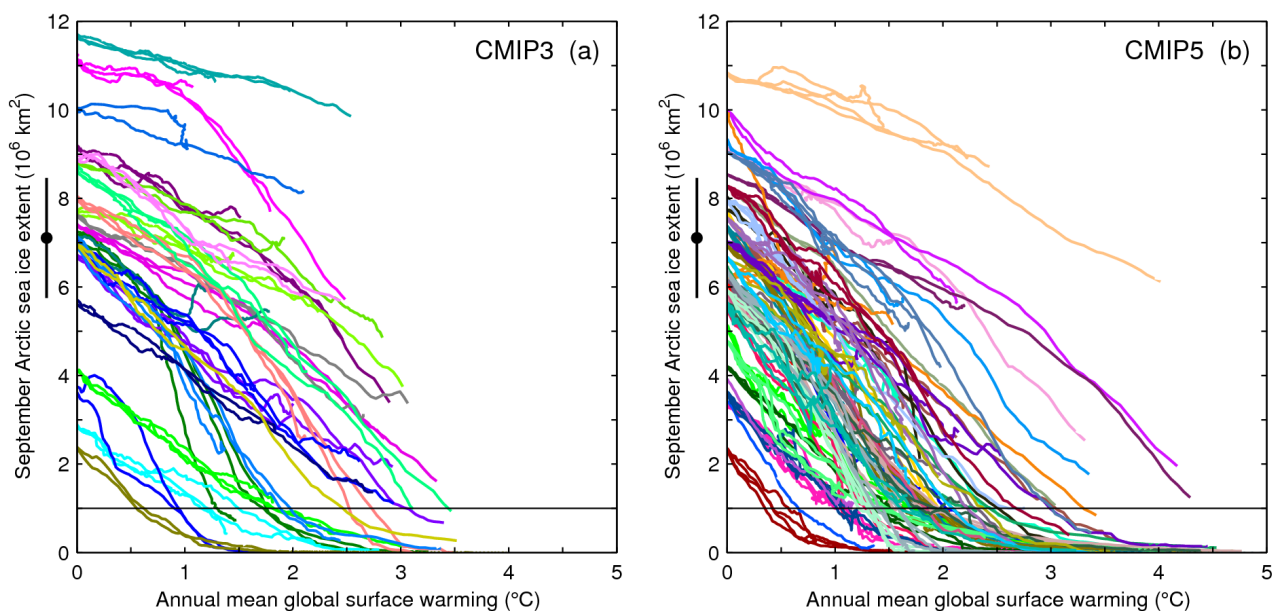 CMIP3 (a)
September Arctic sea ice extent (10⁶ km²)
12
10
8
6
4
2
0
0 1 2 3 4 5
Annual mean global surface warming (°C)
CMIP5 (b)
September Arctic sea ice extent (10⁶ km²)
12
10
8
6
4
2
0
0 1 2 3 4 5
Annual mean global surface warming (°C)